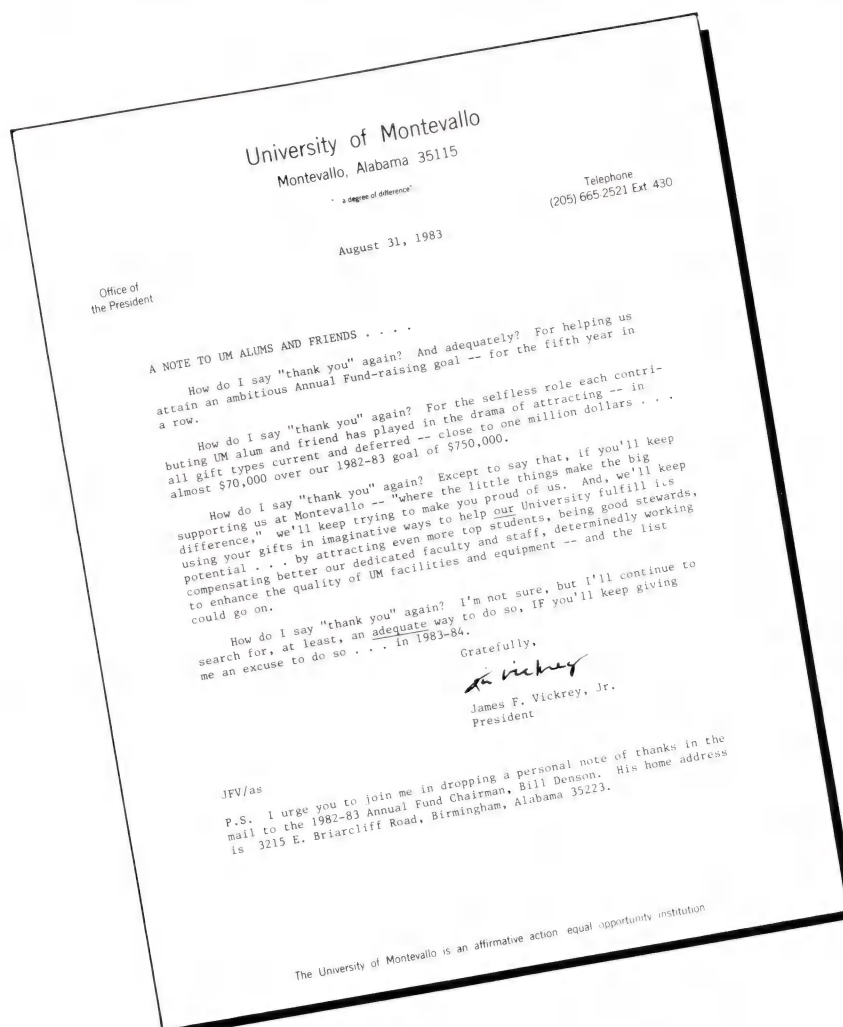 University of Montevallo
Montevallo, Alabama 35115
"a degree of difference"
Telephone
(205) 665-2521 Ext 430
August 31, 1983
Office of
the President
A NOTE TO UM ALUMS AND FRIENDS . . . .
How do I say "thank you" again? And adequately? For helping us
attain an ambitious Annual Fund-raising goal -- for the fifth year in
a row.
How do I say "thank you" again? For the selfless role each contri-
buting UM alum and friend has played in the drama of attracting -- in
all gift types current and deferred -- close to one million dollars . . .
almost $70,000 over our 1982-83 goal of $750,000.
How do I say "thank you" again? Except to say that, if you'll keep
supporting us at Montevallo -- "where the little things make the big
difference," we'll keep trying to make you proud of us. And, we'll keep
using your gifts in imaginative ways to help our University fulfill its
potential . . . by attracting even more top students, being good stewards,
compensating better our dedicated faculty and staff, determinedly working
to enhance the quality of UM facilities and equipment -- and the list
could go on.
How do I say "thank you" again? I'm not sure, but I'll continue to
search for, at least, an adequate way to do so, IF you'll keep giving
me an excuse to do so . . . in 1983-84.
Gratefully,
Jim Vickrey
James F. Vickrey, Jr.
President
JFV/as
P.S. I urge you to join me in dropping a personal note of thanks in the
mail to the 1982-83 Annual Fund Chairman, Bill Denson. His home address
is 3215 E. Briarcliff Road, Birmingham, Alabama 35223.
The University of Montevallo is an affirmative action equal opportunity institution